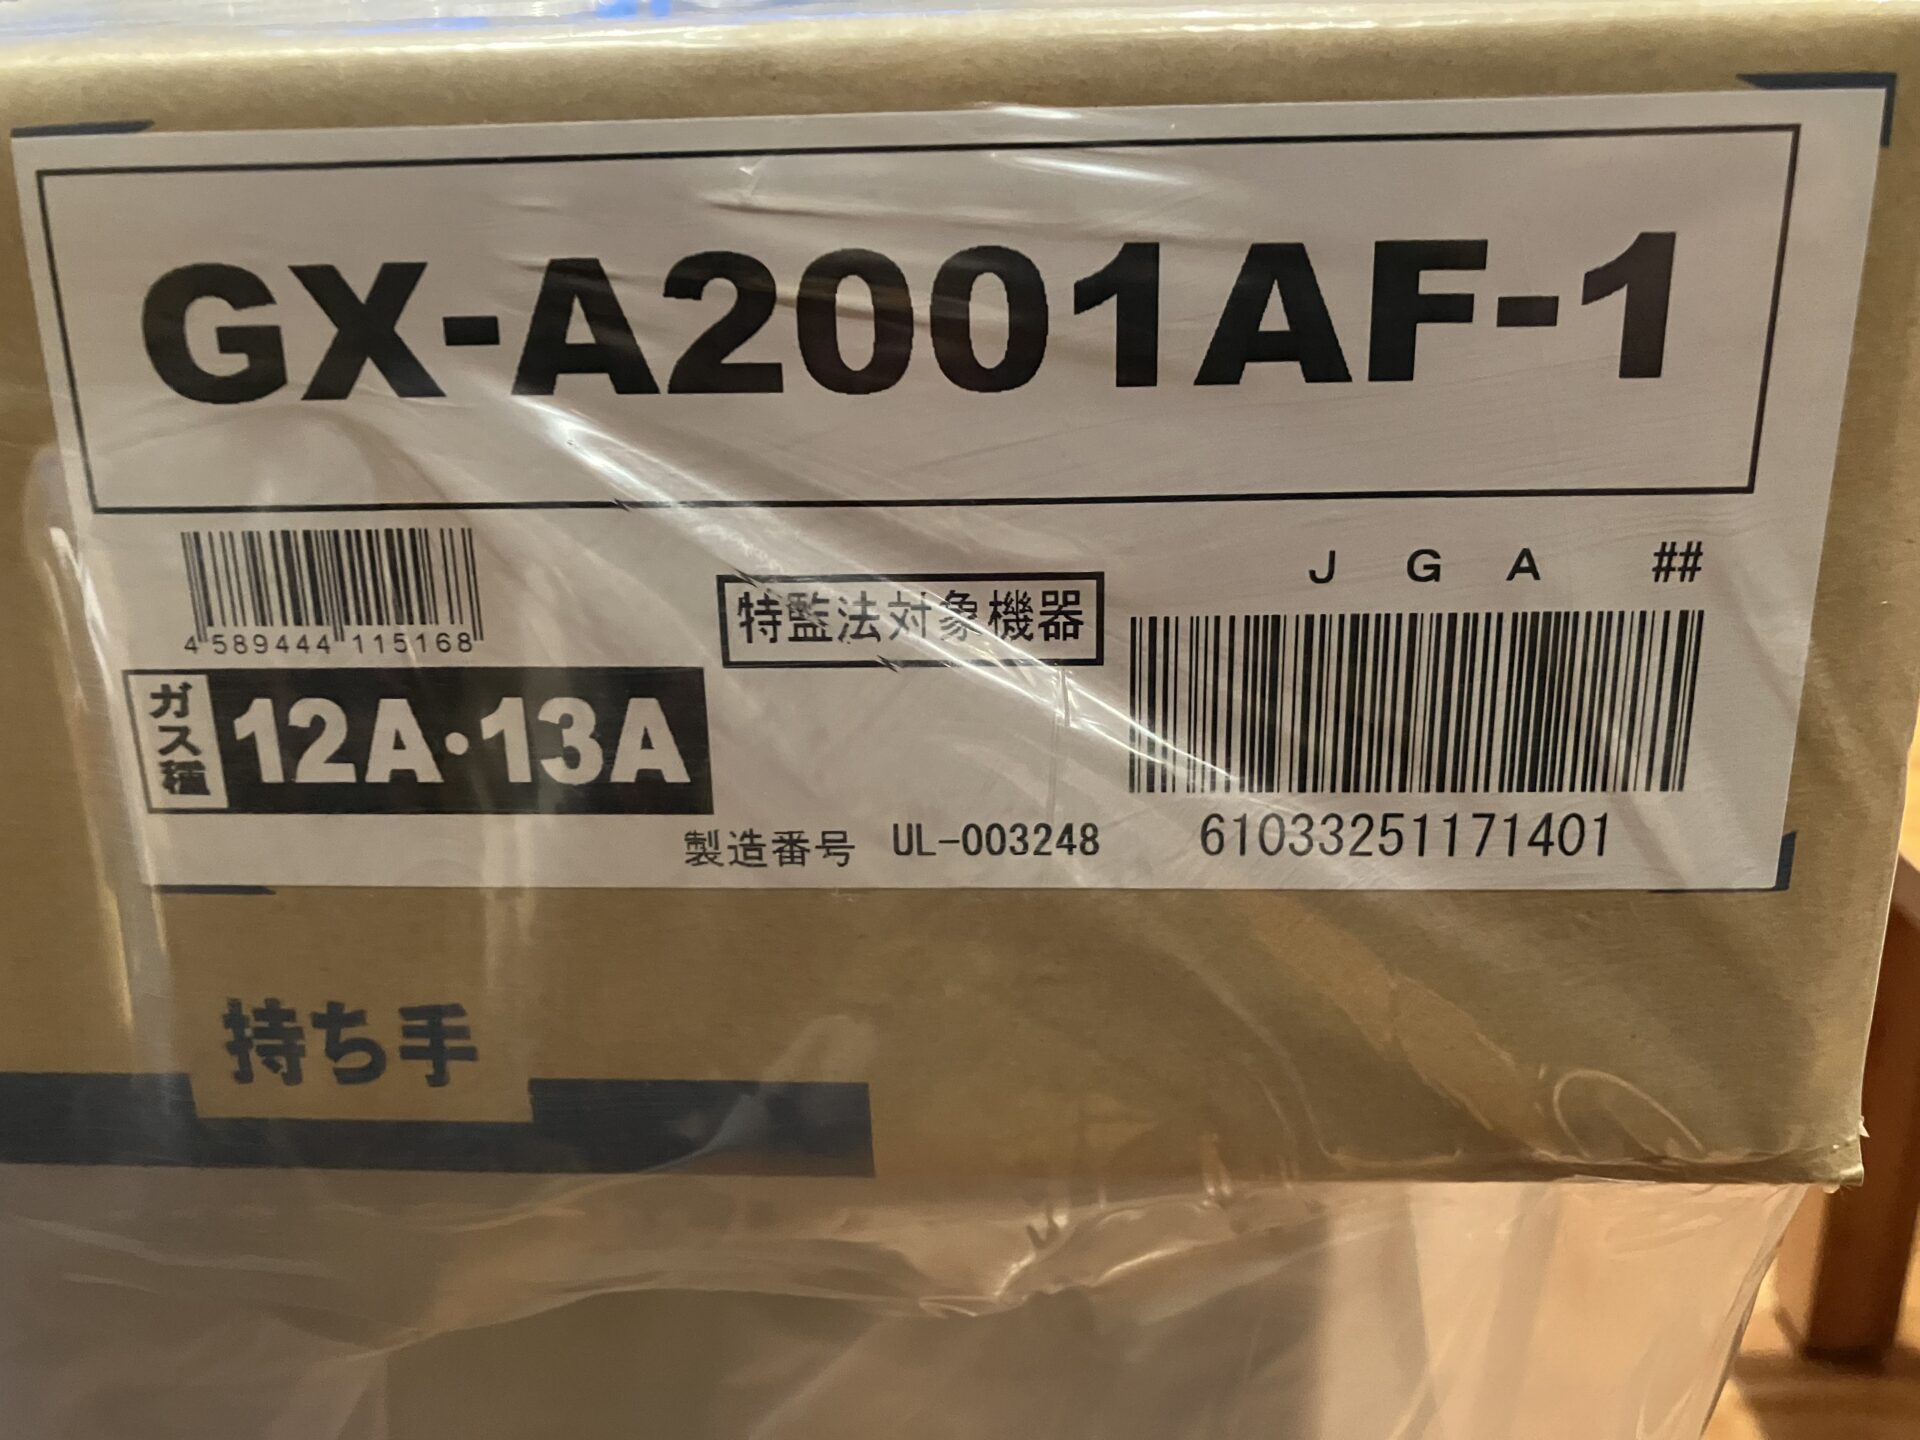 GX-A2001AF-1
4 589444 115168
特監法対象機器
J G A ##
ガス種
12A・13A
製造番号 UL-003248
61033251171401
持ち手